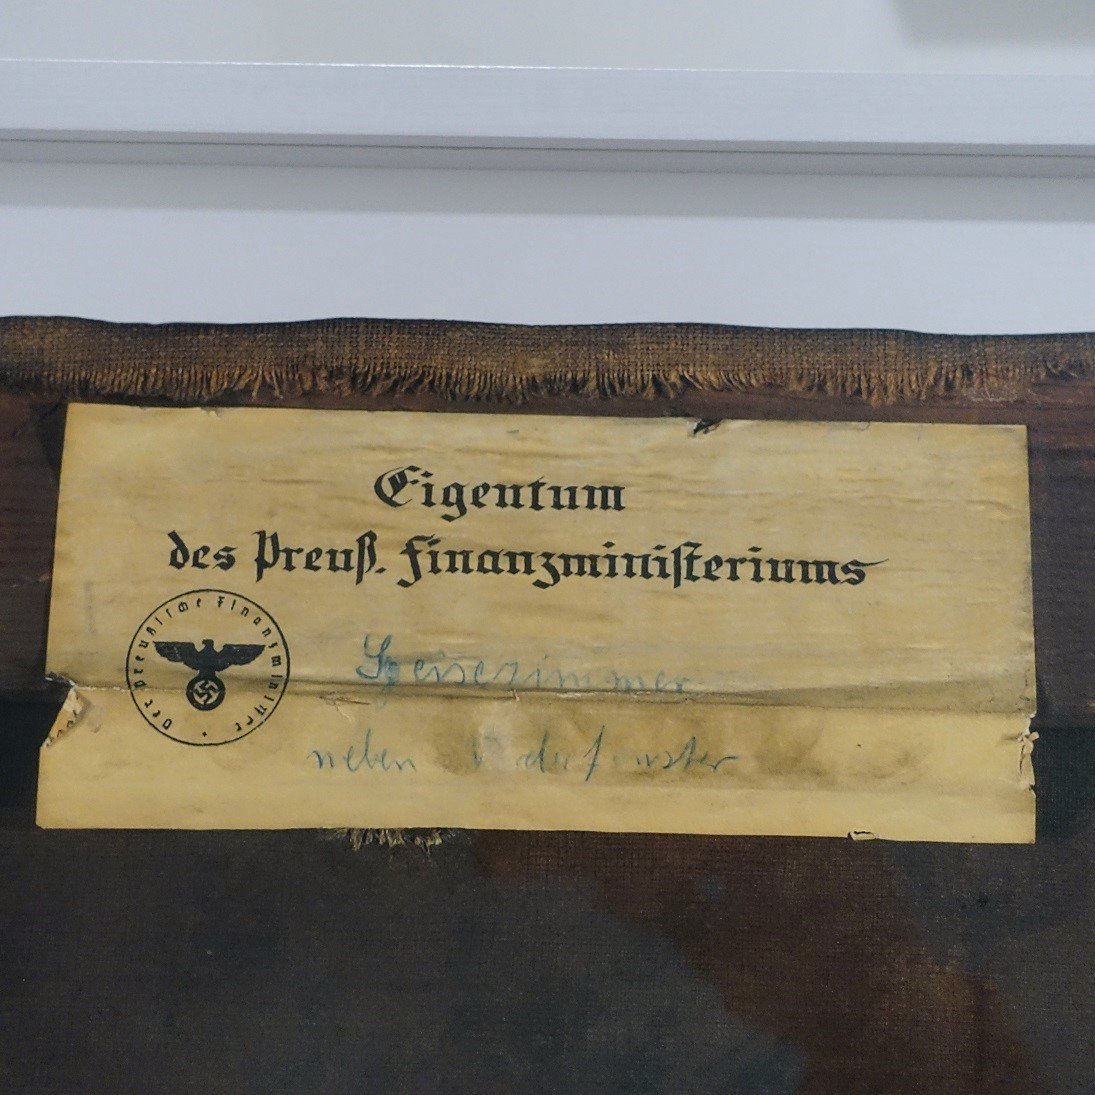 Eigentum
des Preuß. Finanzministeriums
Der Preußische Finanzminister
Speisezimmer
neben